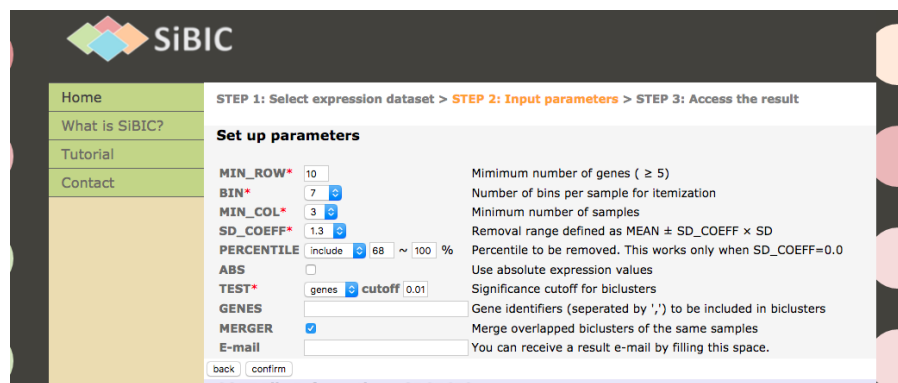 SiBIC
Home
What is SiBIC?
Tutorial
Contact
STEP 1: Select expression dataset > STEP 2: Input parameters > STEP 3: Access the result
Set up parameters
MIN_ROW* 10 Mimimum number of genes ( ≥ 5)
BIN* 7 Number of bins per sample for itemization
MIN_COL* 3 Minimum number of samples
SD_COEFF* 1.3 Removal range defined as MEAN ± SD_COEFF × SD
PERCENTILE include 68 ~ 100 % Percentile to be removed. This works only when SD_COEFF=0.0
ABS Use absolute expression values
TEST* genes cutoff 0.01 Significance cutoff for biclusters
GENES Gene identifiers (seperated by ',') to be included in biclusters
MERGER Merge overlapped biclusters of the same samples
E-mail You can receive a result e-mail by filling this space.
back confirm